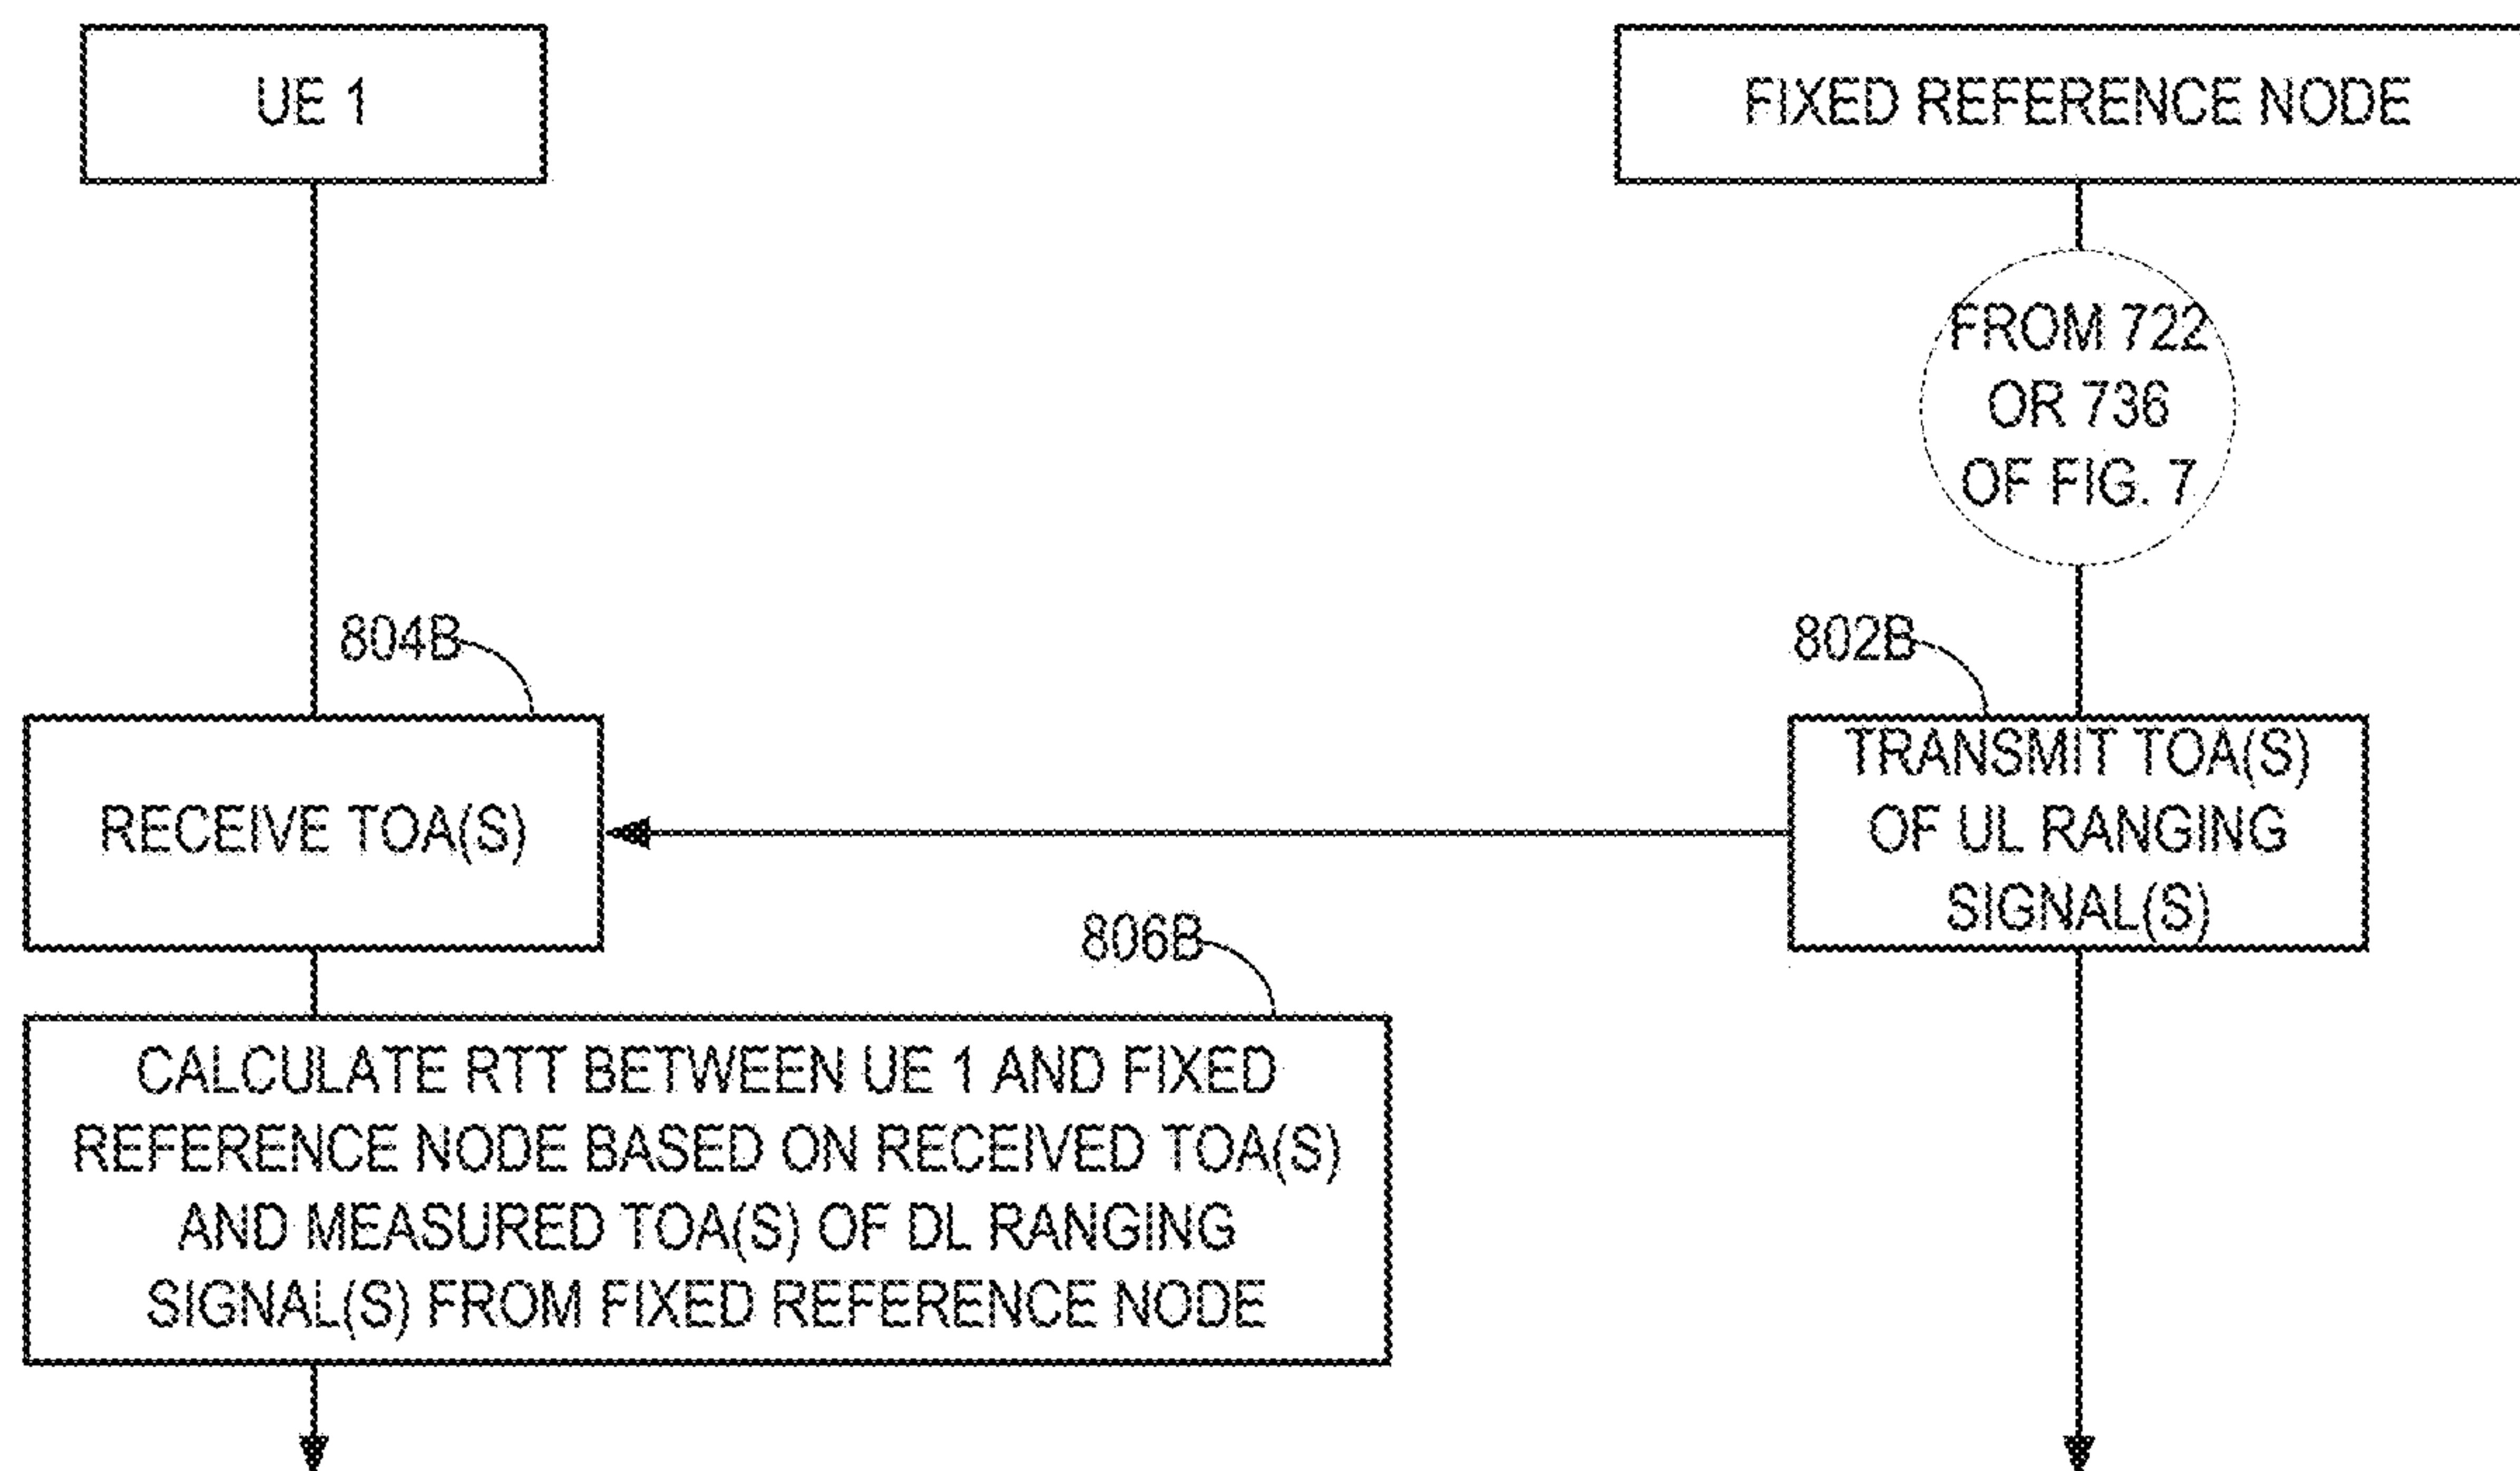 UE 1
FIXED REFERENCE NODE
FROM 722
OR 736
OF FIG. 7
804B
802B
RECEIVE TOA(S)
TRANSMIT TOA(S)
OF UL RANGING
SIGNAL(S)
806B
CALCULATE RTT BETWEEN UE 1 AND FIXED
REFERENCE NODE BASED ON RECEIVED TOA(S)
AND MEASURED TOA(S) OF DL RANGING
SIGNAL(S) FROM FIXED REFERENCE NODE